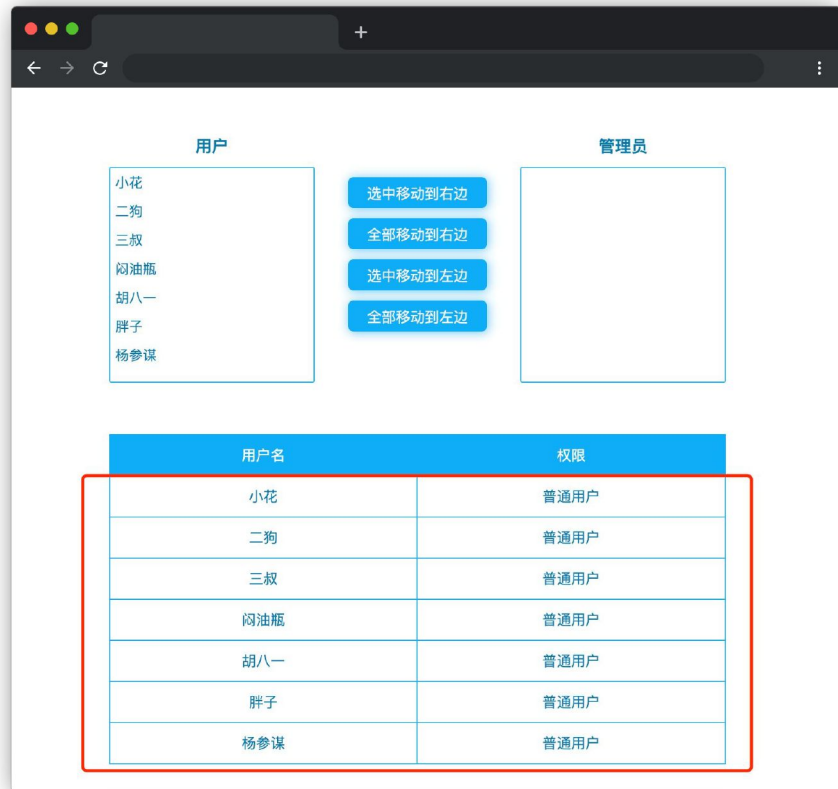 用户
管理员
小花
二狗
三叔
闷油瓶
胡八一
胖子
杨参谋
选中移动到右边
全部移动到右边
选中移动到左边
全部移动到左边
用户名 权限
小花 普通用户
二狗 普通用户
三叔 普通用户
闷油瓶 普通用户
胡八一 普通用户
胖子 普通用户
杨参谋 普通用户